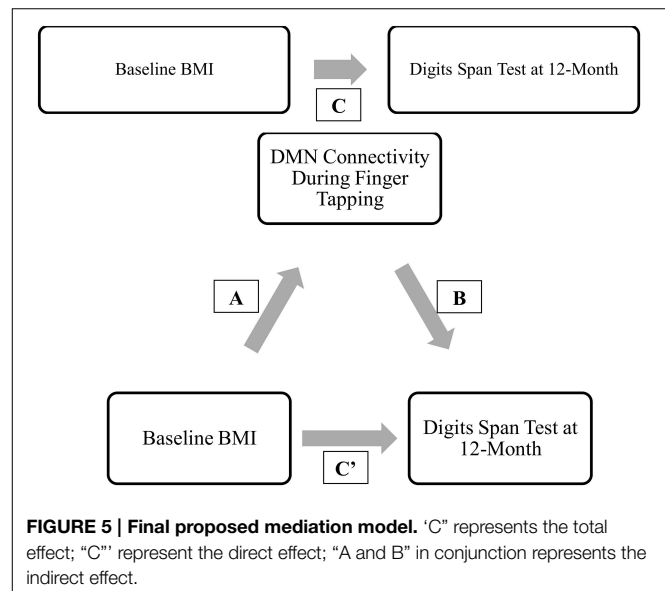 Baseline BMI
Digits Span Test at 12-Month
C
DMN Connectivity
During Finger
Tapping
A
B
Baseline BMI
Digits Span Test at
12-Month
C’
FIGURE 5 | Final proposed mediation model. ‘C” represents the total
effect; “C”’ represent the direct effect; “A and B” in conjunction represents the
indirect effect.